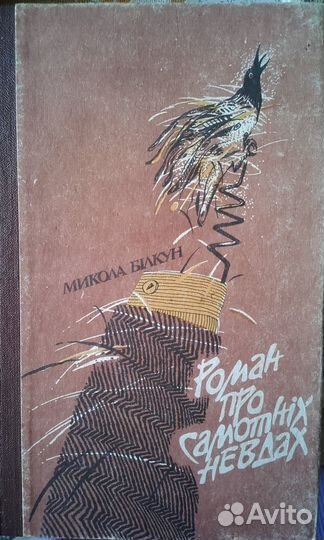 МИКОЛА БІЛКУН
Роман
про
самотніх
невдах
Avito